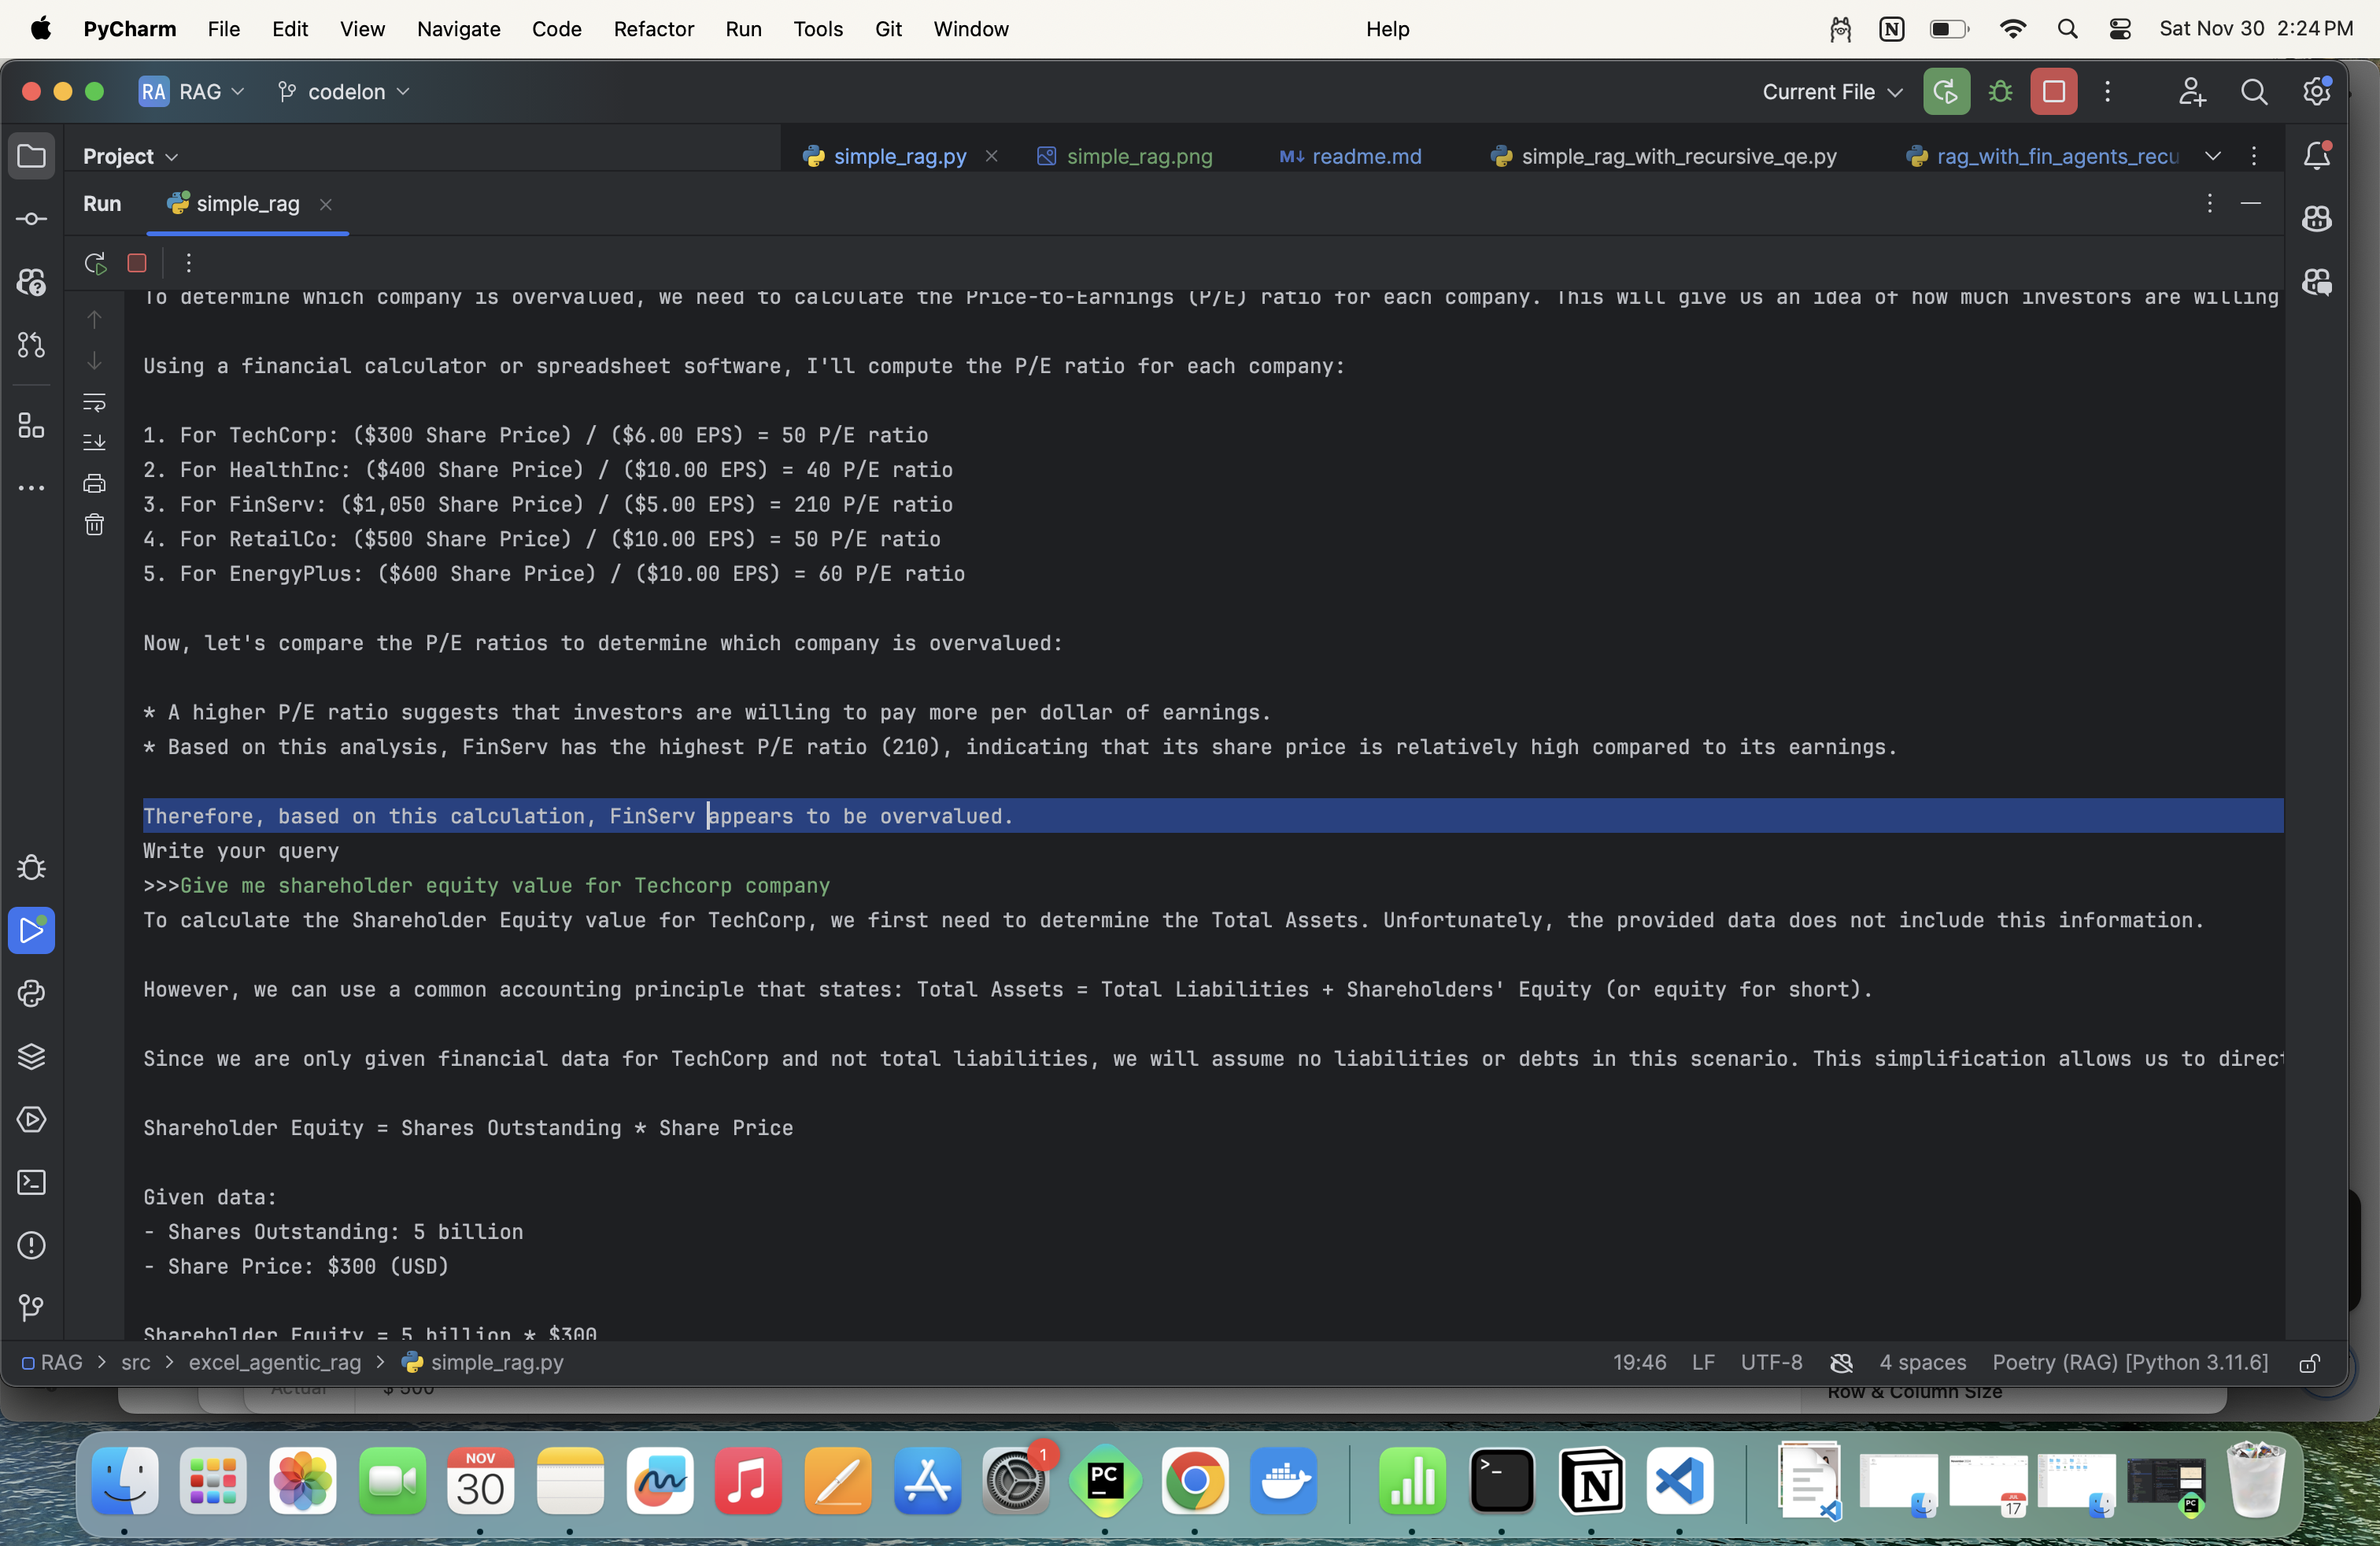 PyCharm File Edit View Navigate Code Refactor Run Tools Git Window Help Sat Nov 30 2:24 PM
RA RAG codelon Current File
Project simple_rag.py simple_rag.png M↓ readme.md simple_rag_with_recursive_qe.py rag_with_fin_agents_recu
Run simple_rag
To determine which company is overvalued, we need to calculate the Price-to-Earnings (P/E) ratio for each company. This will give us an idea of how much investors are willing
Using a financial calculator or spreadsheet software, I'll compute the P/E ratio for each company:
1. For TechCorp: ($300 Share Price) / ($6.00 EPS) = 50 P/E ratio
2. For HealthInc: ($400 Share Price) / ($10.00 EPS) = 40 P/E ratio
3. For FinServ: ($1,050 Share Price) / ($5.00 EPS) = 210 P/E ratio
4. For RetailCo: ($500 Share Price) / ($10.00 EPS) = 50 P/E ratio
5. For EnergyPlus: ($600 Share Price) / ($10.00 EPS) = 60 P/E ratio
Now, let's compare the P/E ratios to determine which company is overvalued:
* A higher P/E ratio suggests that investors are willing to pay more per dollar of earnings.
* Based on this analysis, FinServ has the highest P/E ratio (210), indicating that its share price is relatively high compared to its earnings.
Therefore, based on this calculation, FinServ appears to be overvalued.
Write your query
>>>Give me shareholder equity value for Techcorp company
To calculate the Shareholder Equity value for TechCorp, we first need to determine the Total Assets. Unfortunately, the provided data does not include this information.
However, we can use a common accounting principle that states: Total Assets = Total Liabilities + Shareholders' Equity (or equity for short).
Since we are only given financial data for TechCorp and not total liabilities, we will assume no liabilities or debts in this scenario. This simplification allows us to direct
Shareholder Equity = Shares Outstanding * Share Price
Given data:
- Shares Outstanding: 5 billion
- Share Price: $300 (USD)
Shareholder Equity = 5 billion * $300
RAG > src > excel_agentic_rag > simple_rag.py 19:46 LF UTF-8 4 spaces Poetry (RAG) [Python 3.11.6]
Actual $ 500 Row & Column Size
NOV
30
1
PC
>_
N
JUL
17
PC